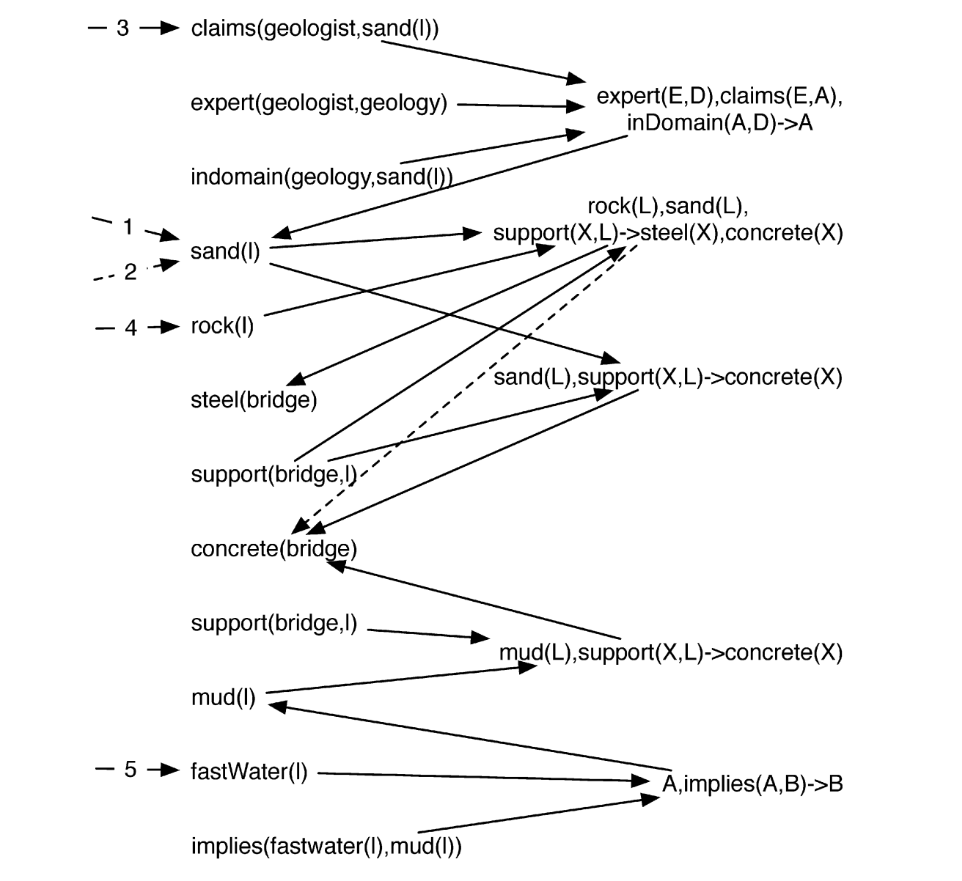 3 claims(geologist,sand(l))
expert(E,D),claims(E,A),
expert(geologist,geology)
inDomain(A,D)->A
indomain(geology,sand(l))
rock(L),sand(L),
1
support(X,L)->steel(X),concrete(X)
sand(l)
2
4 rock(l)
sand(L),support(X,L)->concrete(X)
steel(bridge)
support(bridge,l)
concrete(bridge)
support(bridge,l)
mud(L),support(X,L)->concrete(X)
mud(l)
5 fastWater(l)
A,implies(A,B)->B
implies(fastwater(l),mud(l))